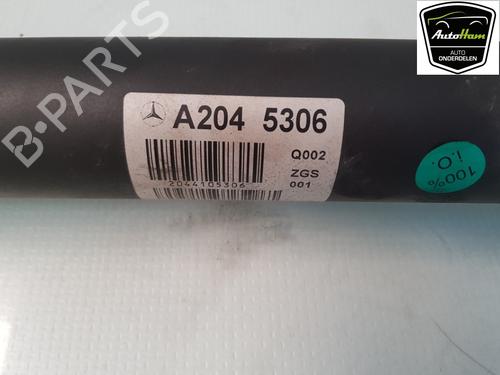 AutoHam
AUTO
ONDERDELEN
B-PARTS
A204 5306
Q002
ZGS
001
2044105306
100%
i.O.